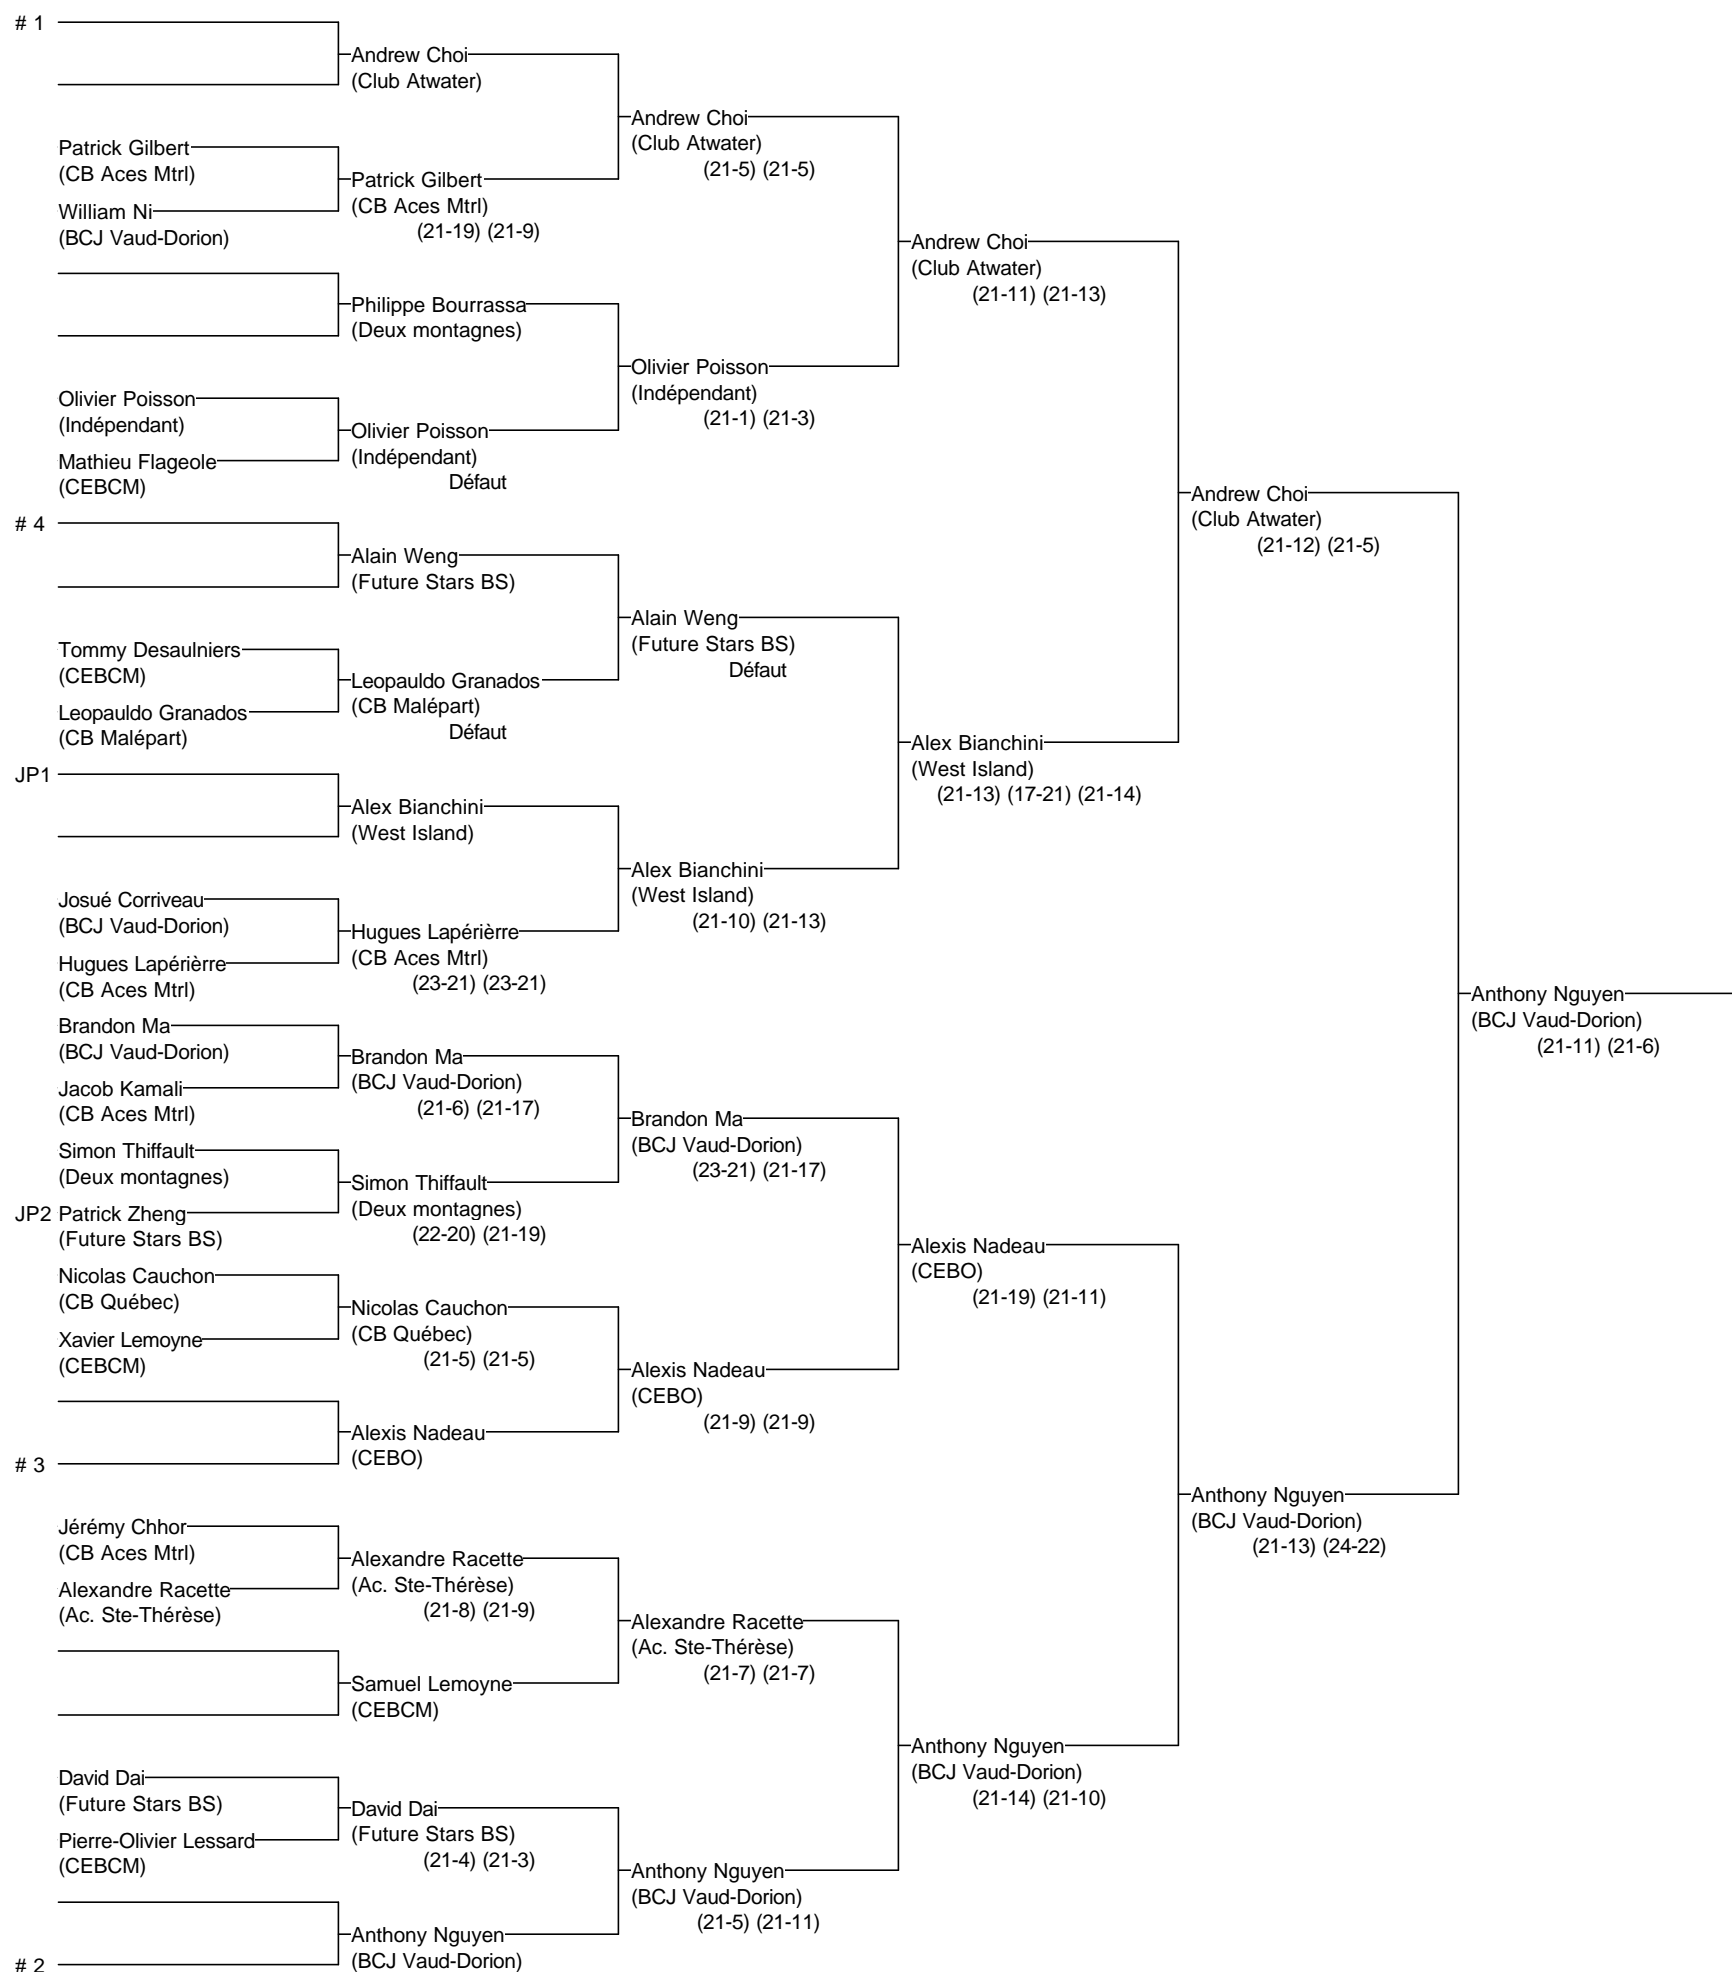 # 1
Andrew Choi
(Club Atwater)
Andrew Choi
(Club Atwater)
(21-5) (21-5)
Patrick Gilbert
(CB Aces Mtrl)
Patrick Gilbert
(CB Aces Mtrl)
(21-19) (21-9)
William Ni
(BCJ Vaud-Dorion)
Andrew Choi
(Club Atwater)
(21-11) (21-13)
Philippe Bourrassa
(Deux montagnes)
Olivier Poisson
(Indépendant)
(21-1) (21-3)
Olivier Poisson
(Indépendant)
Olivier Poisson
(Indépendant)
Défaut
Mathieu Flageole
(CEBCM)
Andrew Choi
(Club Atwater)
(21-12) (21-5)
# 4
Alain Weng
(Future Stars BS)
Alain Weng
(Future Stars BS)
Défaut
Tommy Desaulniers
(CEBCM)
Leopauldo Granados
(CB Malépart)
Défaut
Leopauldo Granados
(CB Malépart)
Alex Bianchini
(West Island)
(21-13) (17-21) (21-14)
JP1
Alex Bianchini
(West Island)
Alex Bianchini
(West Island)
(21-10) (21-13)
Josué Corriveau
(BCJ Vaud-Dorion)
Hugues Lapérièrre
(CB Aces Mtrl)
(23-21) (23-21)
Hugues Lapérièrre
(CB Aces Mtrl)
Anthony Nguyen
(BCJ Vaud-Dorion)
(21-11) (21-6)
Brandon Ma
(BCJ Vaud-Dorion)
Brandon Ma
(BCJ Vaud-Dorion)
(21-6) (21-17)
Jacob Kamali
(CB Aces Mtrl)
Brandon Ma
(BCJ Vaud-Dorion)
(23-21) (21-17)
Simon Thiffault
(Deux montagnes)
Simon Thiffault
(Deux montagnes)
(22-20) (21-19)
JP2 Patrick Zheng
(Future Stars BS)
Alexis Nadeau
(CEBO)
(21-19) (21-11)
Nicolas Cauchon
(CB Québec)
Nicolas Cauchon
(CB Québec)
(21-5) (21-5)
Xavier Lemoyne
(CEBCM)
Alexis Nadeau
(CEBO)
(21-9) (21-9)
Alexis Nadeau
(CEBO)
# 3
Anthony Nguyen
(BCJ Vaud-Dorion)
(21-13) (24-22)
Jérémy Chhor
(CB Aces Mtrl)
Alexandre Racette
(Ac. Ste-Thérèse)
(21-8) (21-9)
Alexandre Racette
(Ac. Ste-Thérèse)
Alexandre Racette
(Ac. Ste-Thérèse)
(21-7) (21-7)
Samuel Lemoyne
(CEBCM)
Anthony Nguyen
(BCJ Vaud-Dorion)
(21-14) (21-10)
David Dai
(Future Stars BS)
David Dai
(Future Stars BS)
(21-4) (21-3)
Pierre-Olivier Lessard
(CEBCM)
Anthony Nguyen
(BCJ Vaud-Dorion)
(21-5) (21-11)
Anthony Nguyen
(BCJ Vaud-Dorion)
# 2